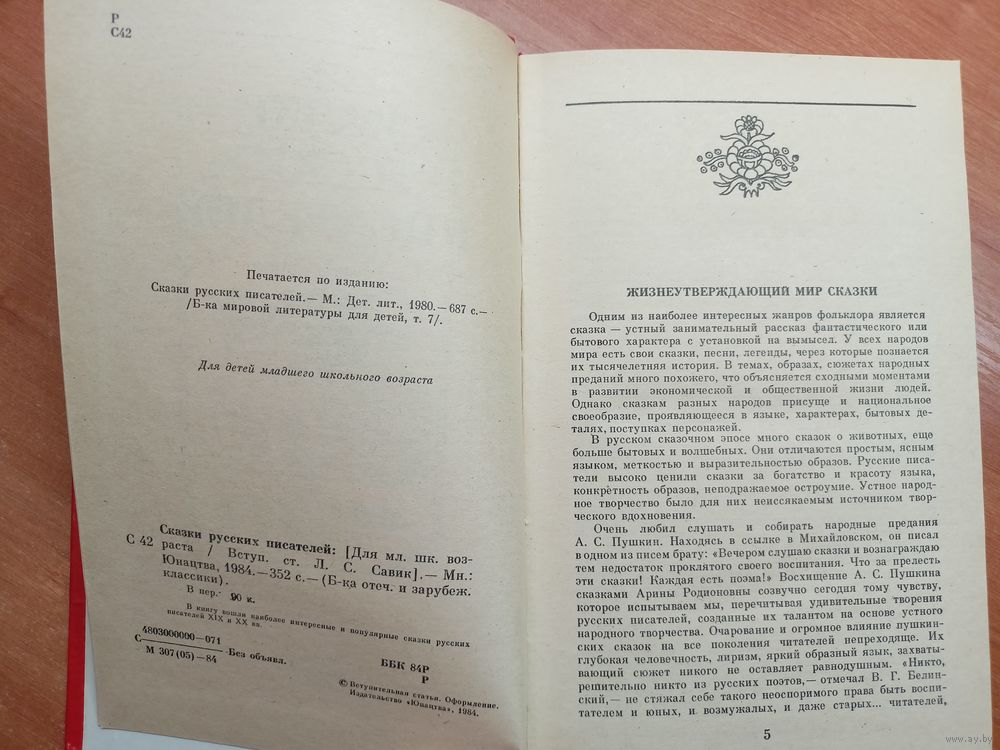 Р
С42
Печатается по изданию:
Сказки русских писателей.— М.: Дет. лит., 1980.— 687 с.—
/Б-ка мировой литературы для детей, т. 7/.
Для детей младшего школьного возраста
Сказки русских писателей: [Для мл. шк. воз-
С 42 раста / Вступ. ст. Л. С. Савик].— Мн.:
Юнацтва, 1984.—352 с.— (Б-ка отеч. и зарубеж.
классики).
В пер.: 90 к.
В книгу вошли наиболее интересные и популярные сказки русских
писателей XIX и XX вв.
С 4803000000—071
М 307(05)—84 Без объявл.
ББК 84Р
Р
© Вступительная статья. Оформление.
Издательство «Юнацтва», 1984.
ЖИЗНЕУТВЕРЖДАЮЩИЙ МИР СКАЗКИ
Одним из наиболее интересных жанров фольклора является
сказка — устный занимательный рассказ фантастического или
бытового характера с установкой на вымысел. У всех народов
мира есть свои сказки, песни, легенды, через которые познается
их тысячелетняя история. В темах, образах, сюжетах народных
преданий много похожего, что объясняется сходными моментами
в развитии экономической и общественной жизни людей.
Однако сказкам разных народов присуще и национальное
своеобразие, проявляющееся в языке, характерах, бытовых де-
талях, поступках персонажей.
В русском сказочном эпосе много сказок о животных, еще
больше бытовых и волшебных. Они отличаются простым, ясным
языком, меткостью и выразительностью образов. Русские писа-
тели высоко ценили сказки за богатство и красоту языка,
конкретность образов, неподражаемое остроумие. Устное народ-
ное творчество было для них неиссякаемым источником твор-
ческого вдохновения.
Очень любил слушать и собирать народные предания
А. С. Пушкин. Находясь в ссылке в Михайловском, он писал
в одном из писем брату: «Вечером слушаю сказки и вознаграждаю
тем недостаток проклятого своего воспитания. Что за прелесть
эти сказки! Каждая есть поэма!» Восхищение А. С. Пушкина
сказками Арины Родионовны созвучно сегодня тому чувству,
которое испытываем мы, перечитывая удивительные творения
русских писателей, созданные их талантом на основе устного
народного творчества. Очарование и огромное влияние пушкин-
ских сказок на все поколения читателей непреходяще. Их
глубокая человечность, лиризм, яркий образный язык, захваты-
вающий сюжет никого не оставляет равнодушным. «Никто,
решительно никто из русских поэтов,— отмечал В. Г. Белин-
ский,— не стяжал себе такого неоспоримого права быть воспи-
тателем и юных, и возмужалых, и даже старых... читателей,
5
www.ay.by